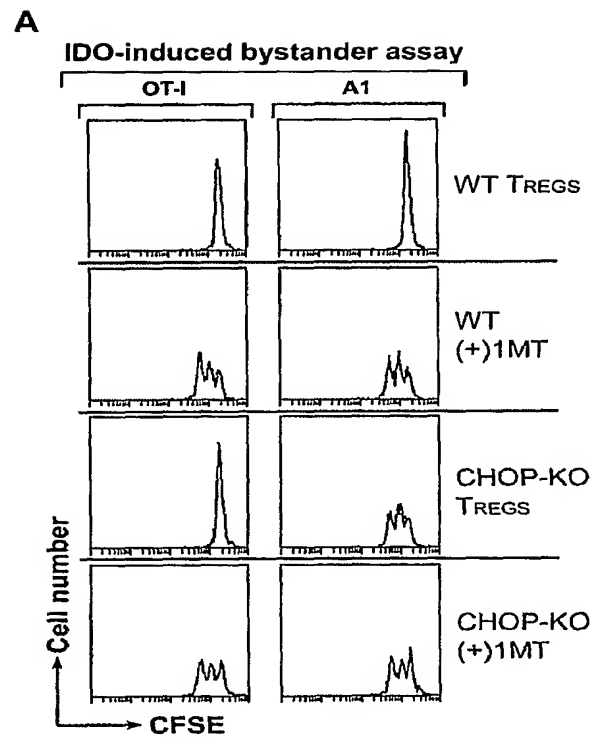 A
IDO-induced bystander assay
OT-I A1
WT TREGS
WT
(+)1MT
CHOP-KO
TREGS
CHOP-KO
(+)1MT
Cell number
CFSE